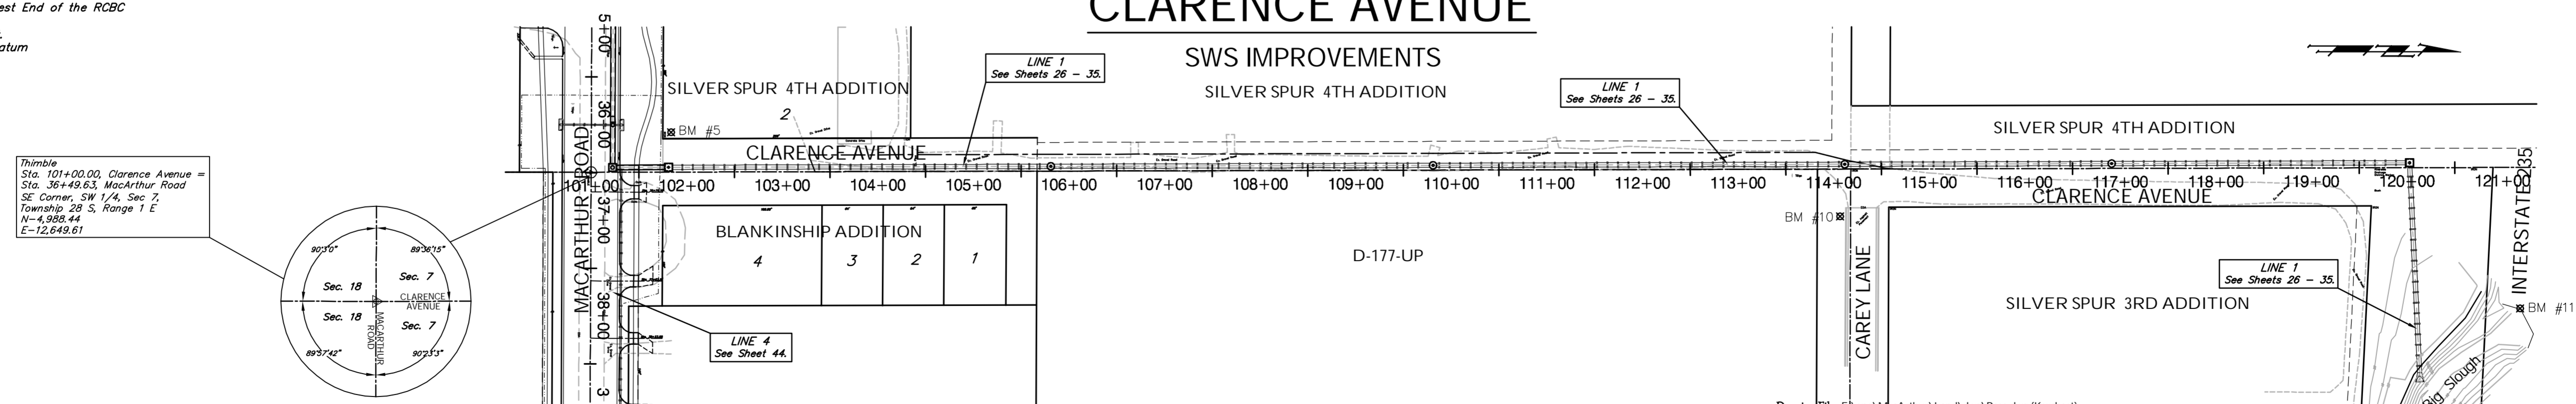 est End of the RCBC
atum
CLARENCE AVENUE
SWS IMPROVEMENTS
SILVER SPUR 4TH ADDITION
SILVER SPUR 4TH ADDITION
SILVER SPUR 4TH ADDITION
2
LINE 1
See Sheets 26 - 35.
LINE 1
See Sheets 26 - 35.
BM #5
CLARENCE AVENUE
5+00
36+00
37+00
38+00
3
MACARTHUR ROAD
101+00
102+00
103+00
104+00
105+00
106+00
107+00
108+00
109+00
110+00
111+00
112+00
113+00
114+00
115+00
116+00
117+00
118+00
119+00
120+00
121+00
CLARENCE AVENUE
INTERSTATE 235
Thimble
Sta. 101+00.00, Clarence Avenue =
Sta. 36+49.63, MacArthur Road
SE Corner, SW 1/4, Sec 7,
Township 28 S, Range 1 E
N-4,988.44
E-12,649.61
90°3'0"
89°36'15"
Sec. 18
Sec. 7
CLARENCE
AVENUE
Sec. 18
Sec. 7
MACARTHUR
ROAD
89°57'42"
90°23'3"
BLANKINSHIP ADDITION
4
3
2
1
D-177-UP
BM #10
CAREY LANE
SILVER SPUR 3RD ADDITION
LINE 1
See Sheets 26 - 35.
BM #11
LINE 4
See Sheet 44.
Big Slough